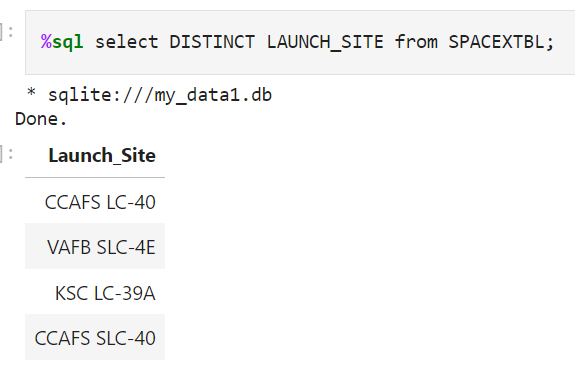 ]:
%sql select DISTINCT LAUNCH_SITE from SPACEXTBL;
* sqlite:///my_data1.db
Done.
]:
Launch_Site
CCAFS LC-40
VAFB SLC-4E
KSC LC-39A
CCAFS SLC-40